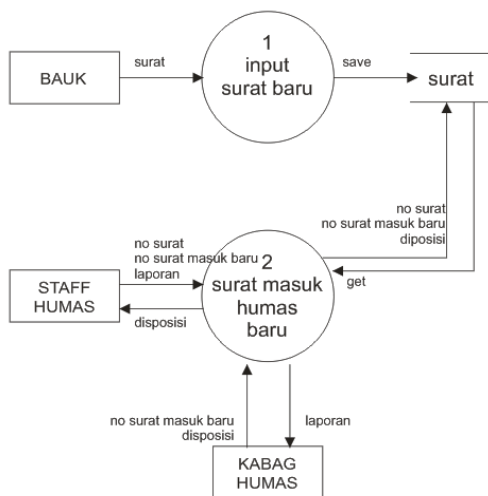 1
input
surat baru
BAUK
surat
save
surat
no surat
no surat masuk baru
diposisi
no surat
no surat masuk baru
laporan
2
surat masuk
humas
baru
STAFF
HUMAS
get
disposisi
no surat masuk baru
disposisi
laporan
KABAG
HUMAS